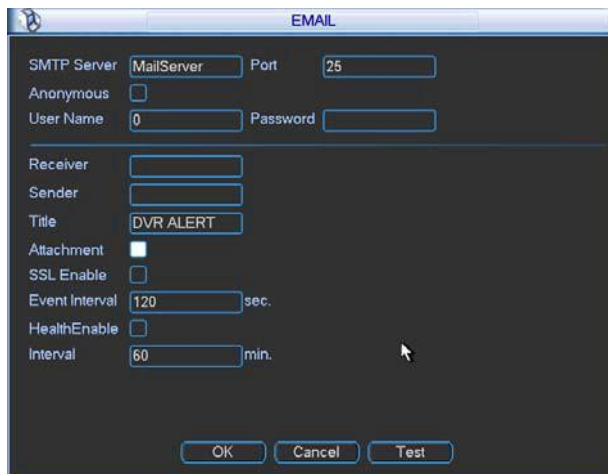 EMAIL
SMTP Server MailServer Port 25
Anonymous
User Name 0 Password
Receiver
Sender
Title DVR ALERT
Attachment
SSL Enable
Event Interval 120 sec.
HealthEnable
Interval 60 min.
OK Cancel Test